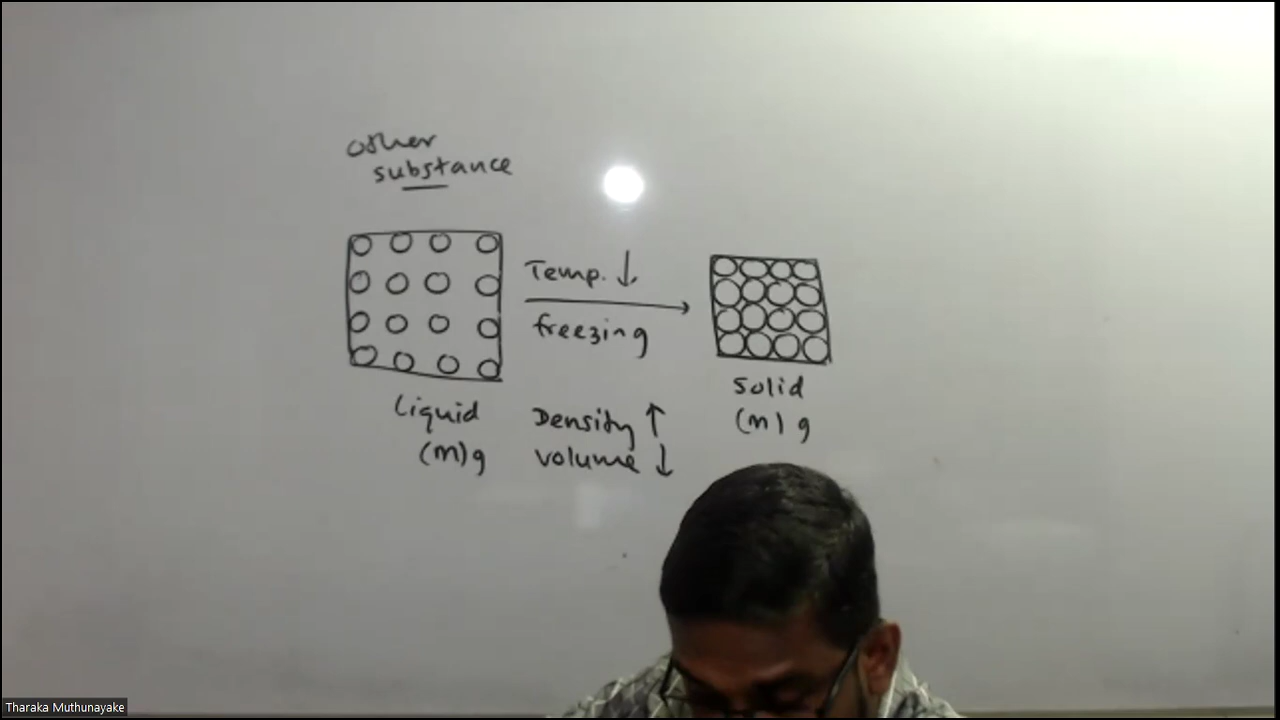 other
substance
Temp. ↓
freezing
liquid
(m)g
Density ↑
volume ↓
solid
(m) g
Tharaka Muthunayake